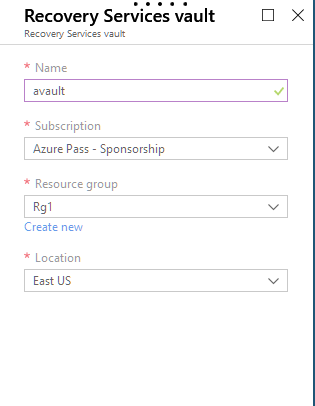 Recovery Services vault
Recovery Services vault
* Name
avault
* Subscription
Azure Pass - Sponsorship
* Resource group
Rg1
Create new
* Location
East US